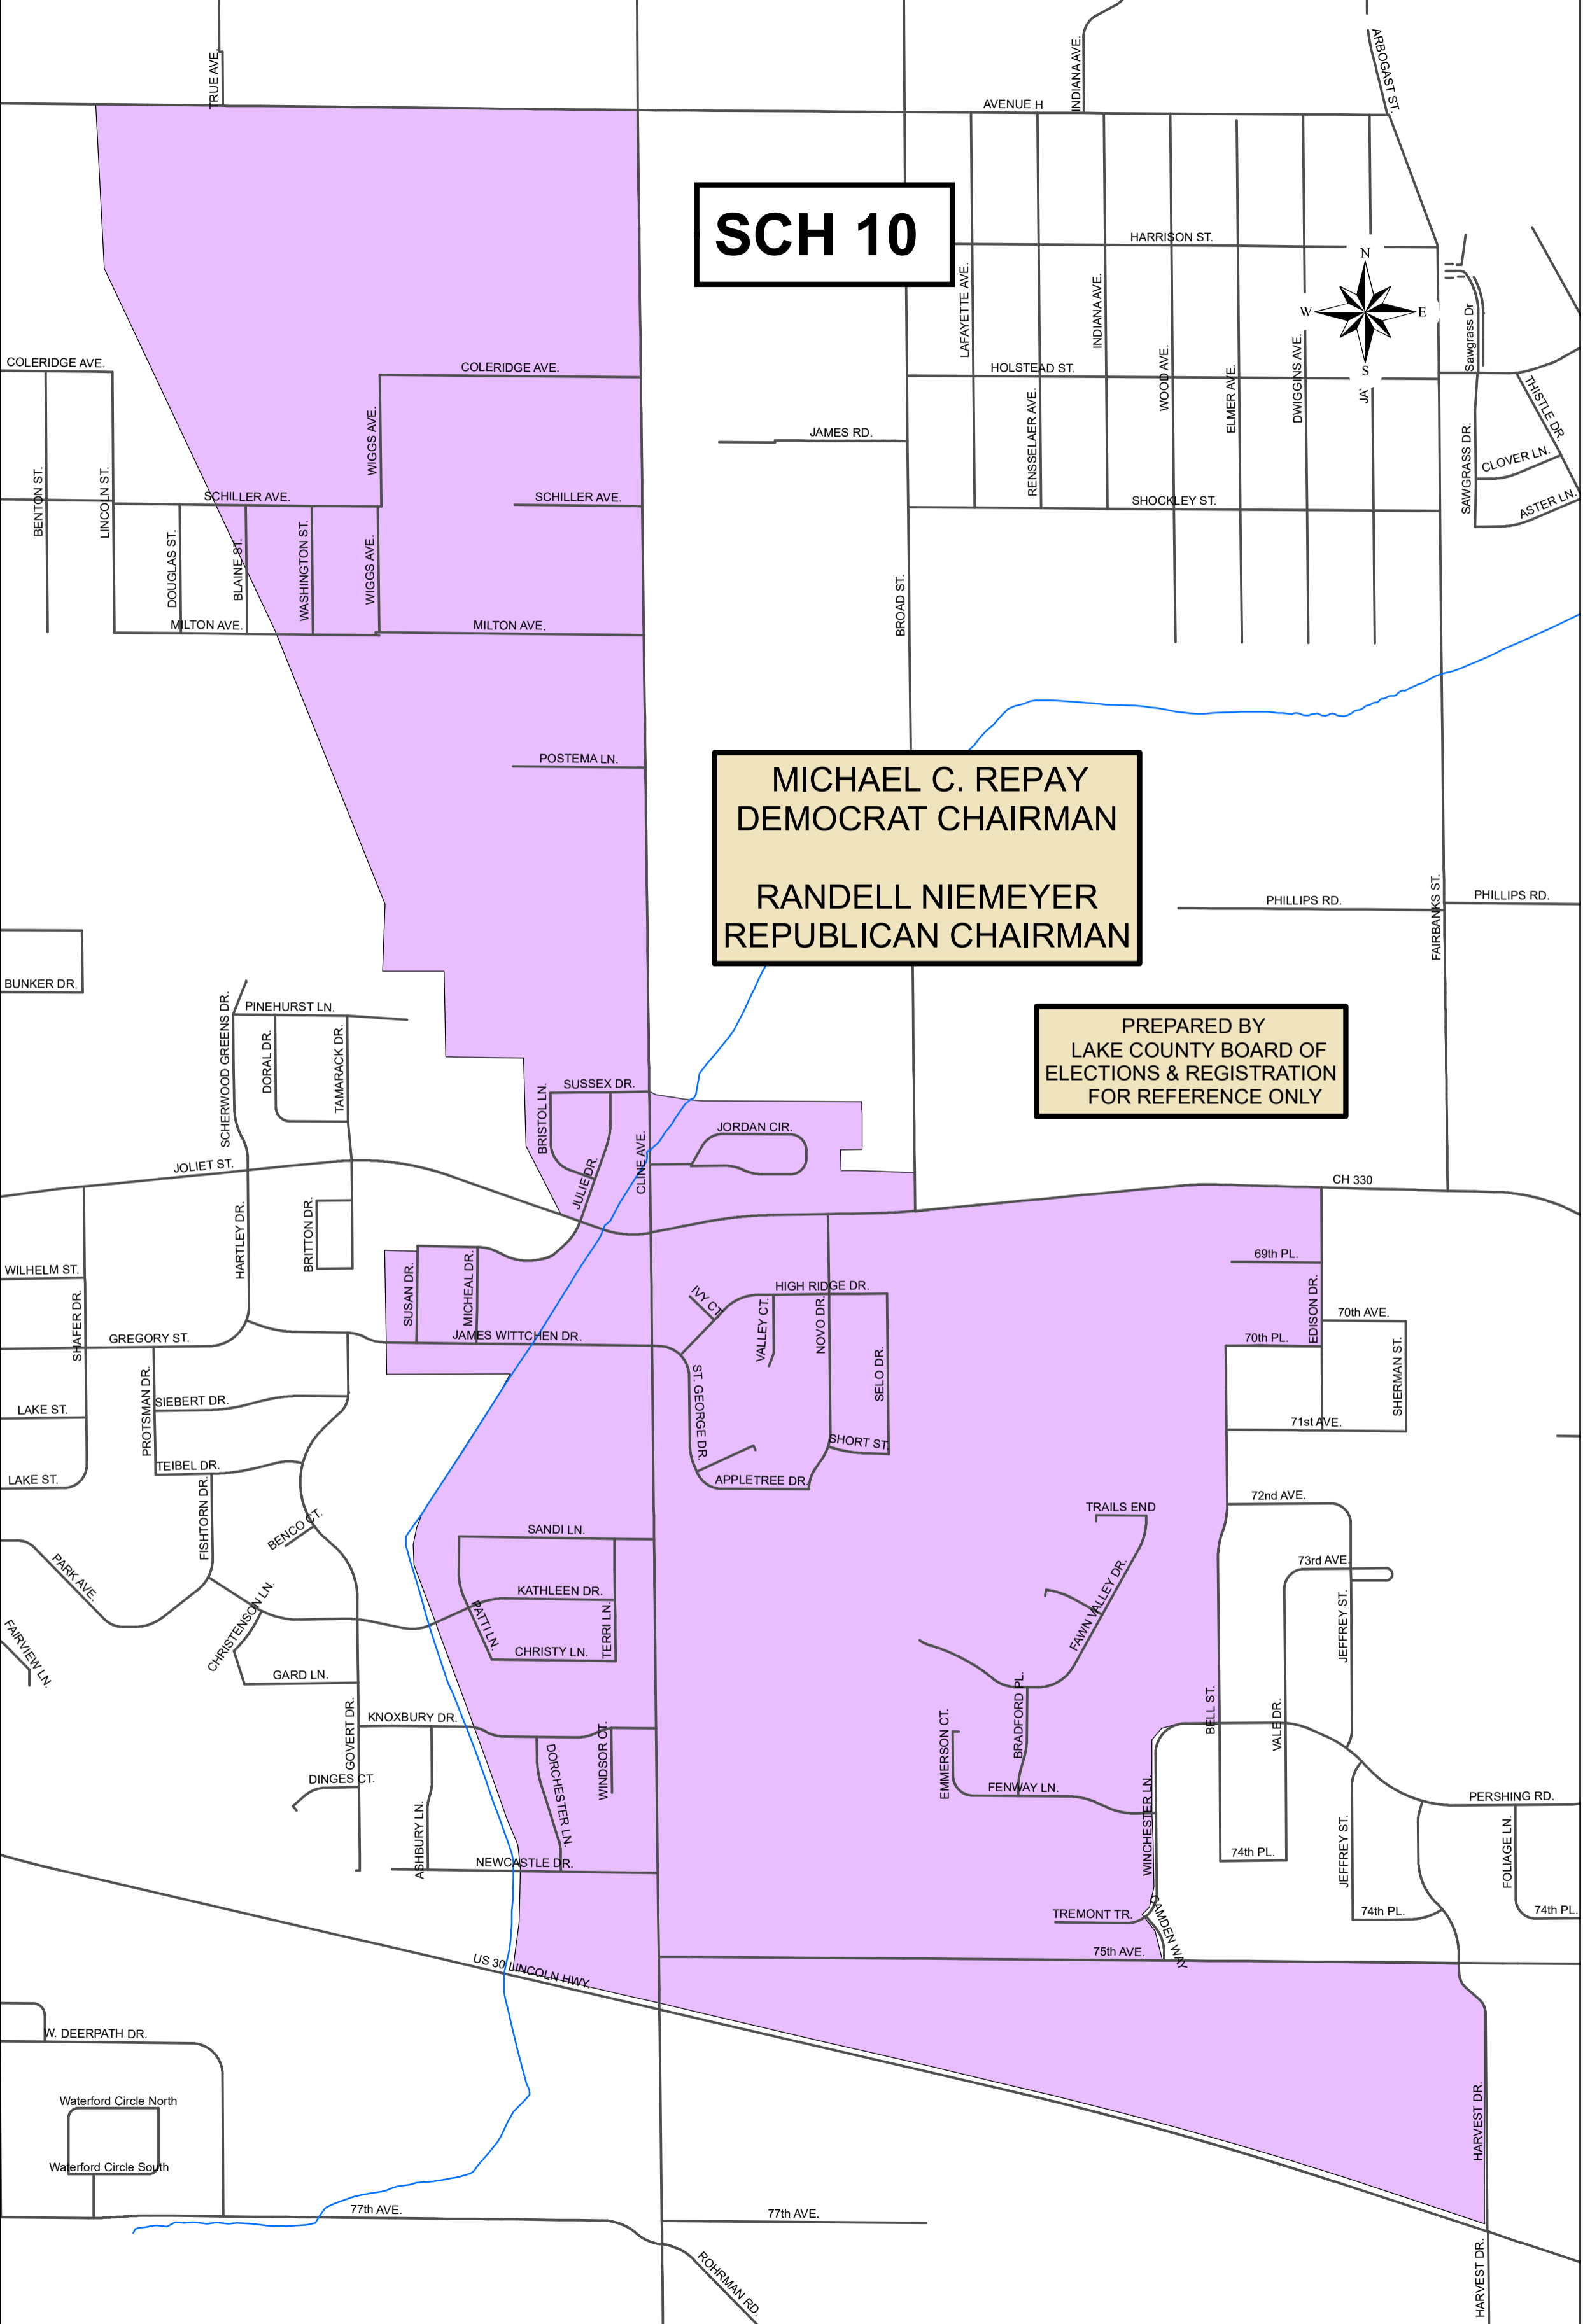 TRUE AVE.
INDIANA AVE.
ARBOGAST ST.
AVENUE H
SCH 10
HARRISON ST.
N
W
E
S
LAFAYETTE AVE.
INDIANA AVE.
Sawgrass Dr
COLERIDGE AVE.
COLERIDGE AVE.
HOLSTEAD ST.
WOOD AVE.
ELMER AVE.
DWIGGINS AVE.
JA
THISTLE DR.
WIGGS AVE.
JAMES RD.
RENSSELAER AVE.
SAWGRASS DR.
CLOVER LN.
BENTON ST.
LINCOLN ST.
SCHILLER AVE.
SCHILLER AVE.
SHOCKLEY ST.
ASTER LN.
DOUGLAS ST.
BLAINE ST.
WASHINGTON ST.
WIGGS AVE.
BROAD ST.
MILTON AVE.
MILTON AVE.
POSTEMA LN.
MICHAEL C. REPAY
DEMOCRAT CHAIRMAN
RANDELL NIEMEYER
REPUBLICAN CHAIRMAN
PHILLIPS RD.
PHILLIPS RD.
FAIRBANKS ST.
BUNKER DR.
SCHERWOOD GREENS DR.
PINEHURST LN.
DORAL DR.
TAMARACK DR.
PREPARED BY
LAKE COUNTY BOARD OF
ELECTIONS & REGISTRATION
FOR REFERENCE ONLY
SUSSEX DR.
BRISTOL LN.
JORDAN CIR.
CLINE AVE.
JULIE DR.
JOLIET ST.
CH 330
HARTLEY DR.
BRITTON DR.
WILHELM ST.
SUSAN DR.
MICHEAL DR.
69th PL.
EDISON DR.
IVY CT.
HIGH RIDGE DR.
VALLEY CT.
NOVO DR.
70th AVE.
SHAFER DR.
GREGORY ST.
JAMES WITTCHEN DR.
70th PL.
SELO DR.
SHERMAN ST.
PROTSMAN DR.
SIEBERT DR.
ST. GEORGE DR.
LAKE ST.
71st AVE.
SHORT ST.
TEIBEL DR.
LAKE ST.
APPLETREE DR.
72nd AVE.
TRAILS END
FISHTORN DR.
BENCO CT.
SANDI LN.
PARK AVE.
73rd AVE.
KATHLEEN DR.
FAWN VALLEY DR.
CHRISTENSON LN.
PATTI LN.
TERRI LN.
JEFFREY ST.
FAIRVIEW LN.
CHRISTY LN.
GARD LN.
BRADFORD PL.
BELL ST.
VALE DR.
GOVERT DR.
KNOXBURY DR.
EMMERSON CT.
DORCHESTER LN.
WINDSOR CT.
DINGES CT.
FENWAY LN.
PERSHING RD.
ASHBURY LN.
WINCHESTER LN.
JEFFREY ST.
FOLIAGE LN.
74th PL.
NEWCASTLE DR.
TREMONT TR.
CAMDEN WAY
74th PL.
74th PL.
75th AVE.
US 30 LINCOLN HWY.
W. DEERPATH DR.
Waterford Circle North
HARVEST DR.
Waterford Circle South
77th AVE.
77th AVE.
ROHRMAN RD.
HARVEST DR.